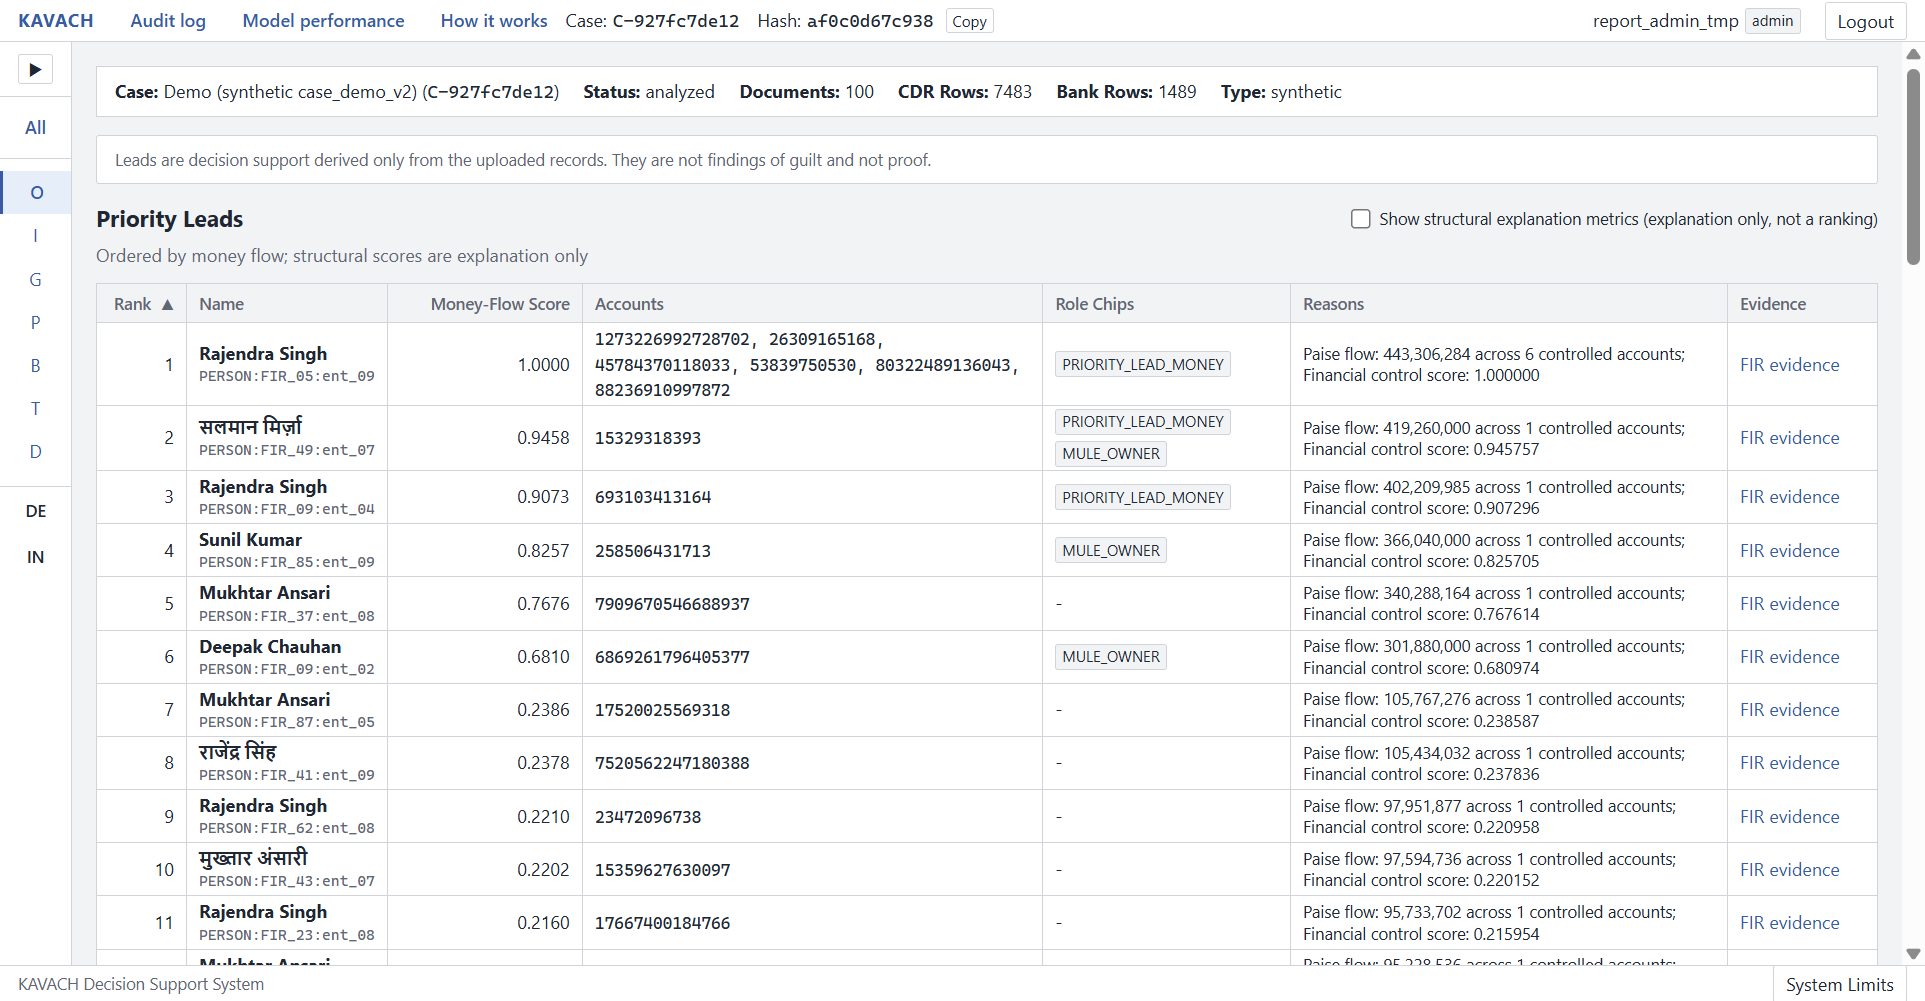 KAVACH Audit log Model performance How it works Case: C-927fc7de12 Hash: af0c0d67c938 Copy report_admin_tmp admin Logout
All
O
I
G
P
B
T
D
DE
IN
Case: Demo (synthetic case_demo_v2) (C-927fc7de12) Status: analyzed Documents: 100 CDR Rows: 7483 Bank Rows: 1489 Type: synthetic
Leads are decision support derived only from the uploaded records. They are not findings of guilt and not proof.
Priority Leads
Show structural explanation metrics (explanation only, not a ranking)
Ordered by money flow; structural scores are explanation only
Rank ▲ Name Money-Flow Score Accounts Role Chips Reasons Evidence
1 Rajendra Singh 1.0000 1273226992728702, 26309165168, PRIORITY_LEAD_MONEY Paise flow: 443,306,284 across 6 controlled accounts; FIR evidence
PERSON:FIR_05:ent_09 45784370118033, 53839750530, 80322489136043, Financial control score: 1.000000
88236910997872
2 सलमान मिर्ज़ा 0.9458 15329318393 PRIORITY_LEAD_MONEY Paise flow: 419,260,000 across 1 controlled accounts; FIR evidence
PERSON:FIR_49:ent_07 MULE_OWNER Financial control score: 0.945757
3 Rajendra Singh 0.9073 693103413164 PRIORITY_LEAD_MONEY Paise flow: 402,209,985 across 1 controlled accounts; FIR evidence
PERSON:FIR_09:ent_04 Financial control score: 0.907296
4 Sunil Kumar 0.8257 258506431713 MULE_OWNER Paise flow: 366,040,000 across 1 controlled accounts; FIR evidence
PERSON:FIR_85:ent_09 Financial control score: 0.825705
5 Mukhtar Ansari 0.7676 7909670546688937 - Paise flow: 340,288,164 across 1 controlled accounts; FIR evidence
PERSON:FIR_37:ent_08 Financial control score: 0.767614
6 Deepak Chauhan 0.6810 6869261796405377 MULE_OWNER Paise flow: 301,880,000 across 1 controlled accounts; FIR evidence
PERSON:FIR_09:ent_02 Financial control score: 0.680974
7 Mukhtar Ansari 0.2386 17520025569318 - Paise flow: 105,767,276 across 1 controlled accounts; FIR evidence
PERSON:FIR_87:ent_05 Financial control score: 0.238587
8 राजेंद्र सिंह 0.2378 7520562247180388 - Paise flow: 105,434,032 across 1 controlled accounts; FIR evidence
PERSON:FIR_41:ent_09 Financial control score: 0.237836
9 Rajendra Singh 0.2210 23472096738 - Paise flow: 97,951,877 across 1 controlled accounts; FIR evidence
PERSON:FIR_62:ent_08 Financial control score: 0.220958
10 मुख्तार अंसारी 0.2202 15359627630097 - Paise flow: 97,594,736 across 1 controlled accounts; FIR evidence
PERSON:FIR_43:ent_07 Financial control score: 0.220152
11 Rajendra Singh 0.2160 17667400184766 - Paise flow: 95,733,702 across 1 controlled accounts; FIR evidence
PERSON:FIR_23:ent_08 Financial control score: 0.215954
Mukhtar Ansari Paise flow: 95,228,536 across 1 controlled accounts;
KAVACH Decision Support System System Limits